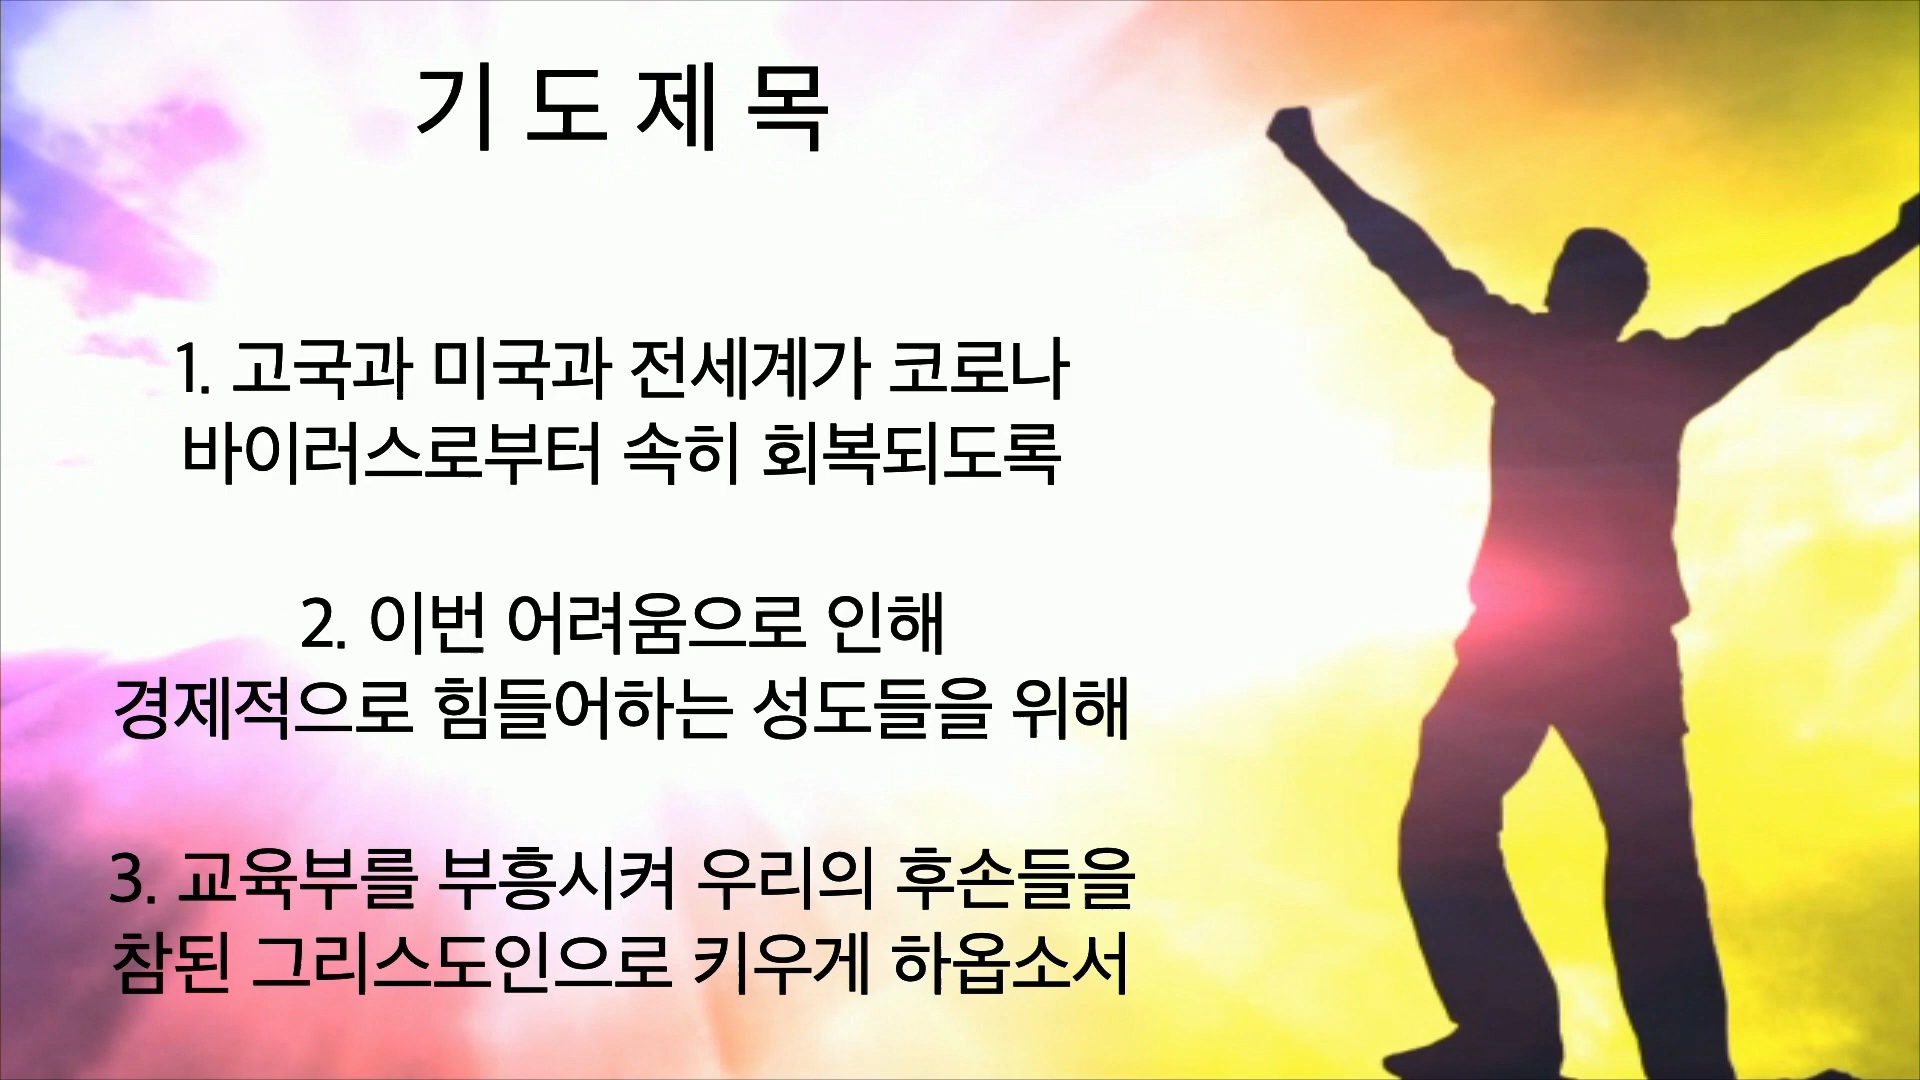 기 도 제 목
1. 고국과 미국과 전세계가 코로나
바이러스로부터 속히 회복되도록
2. 이번 어려움으로 인해
경제적으로 힘들어하는 성도들을 위해
3. 교육부를 부흥시켜 우리의 후손들을
참된 그리스도인으로 키우게 하옵소서